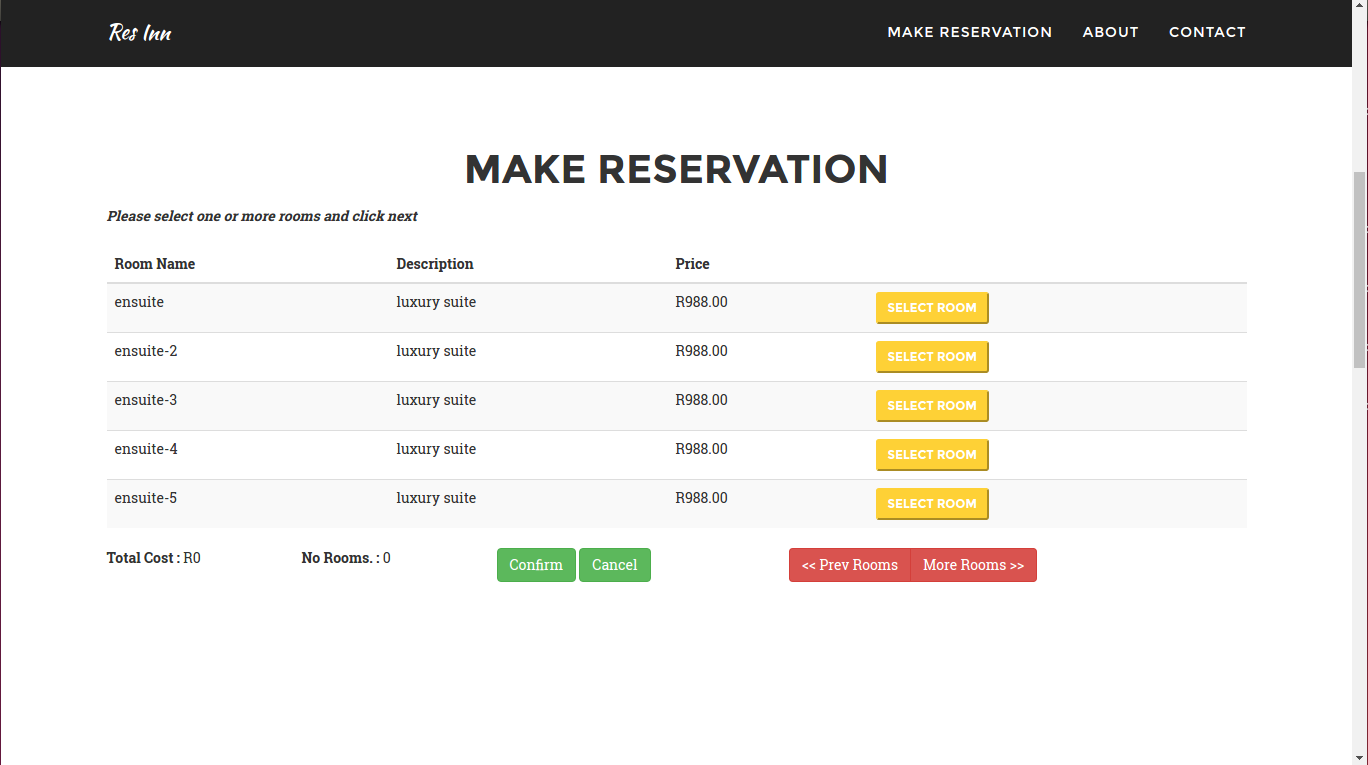 Res Inn MAKE RESERVATION ABOUT CONTACT
MAKE RESERVATION
Please select one or more rooms and click next
Room Name Description Price
ensuite luxury suite R988.00 SELECT ROOM
ensuite-2 luxury suite R988.00 SELECT ROOM
ensuite-3 luxury suite R988.00 SELECT ROOM
ensuite-4 luxury suite R988.00 SELECT ROOM
ensuite-5 luxury suite R988.00 SELECT ROOM
Total Cost : R0 No Rooms. : 0 Confirm Cancel << Prev Rooms More Rooms >>